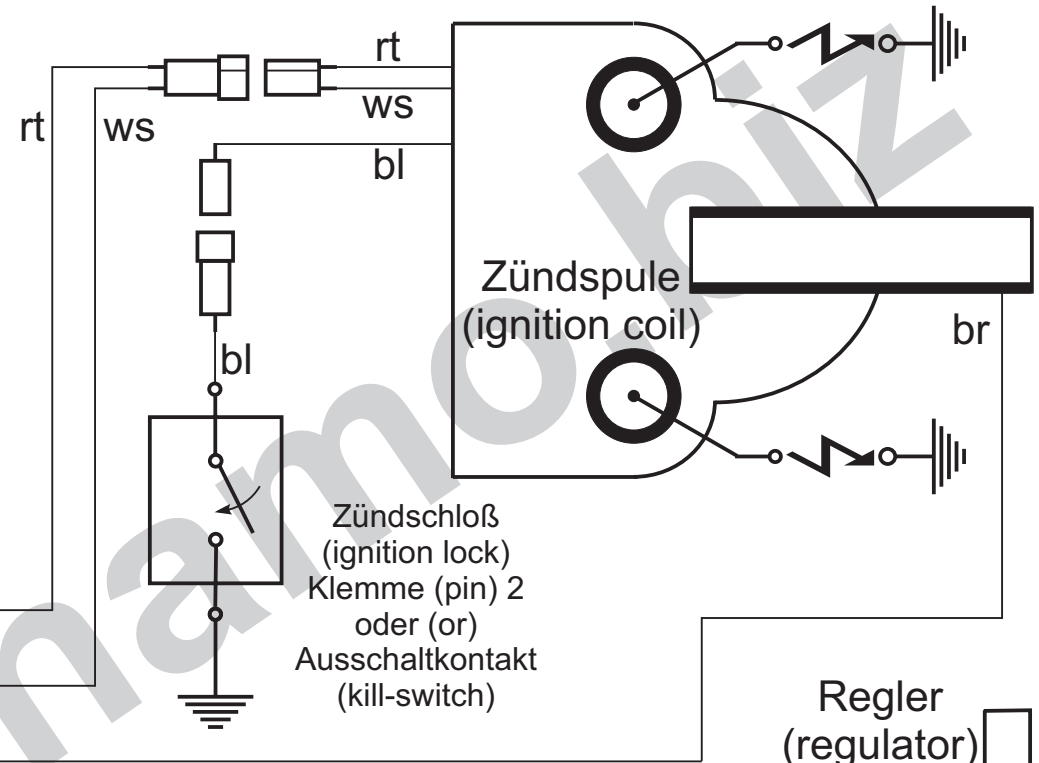 rt
ws
bl
rt
ws
bl
Zündspule
(ignition coil)
br
Zündschloß
(ignition lock)
Klemme (pin) 2
oder (or)
Ausschaltkontakt
(kill-switch)
Regler
(regulator)
namo.biz